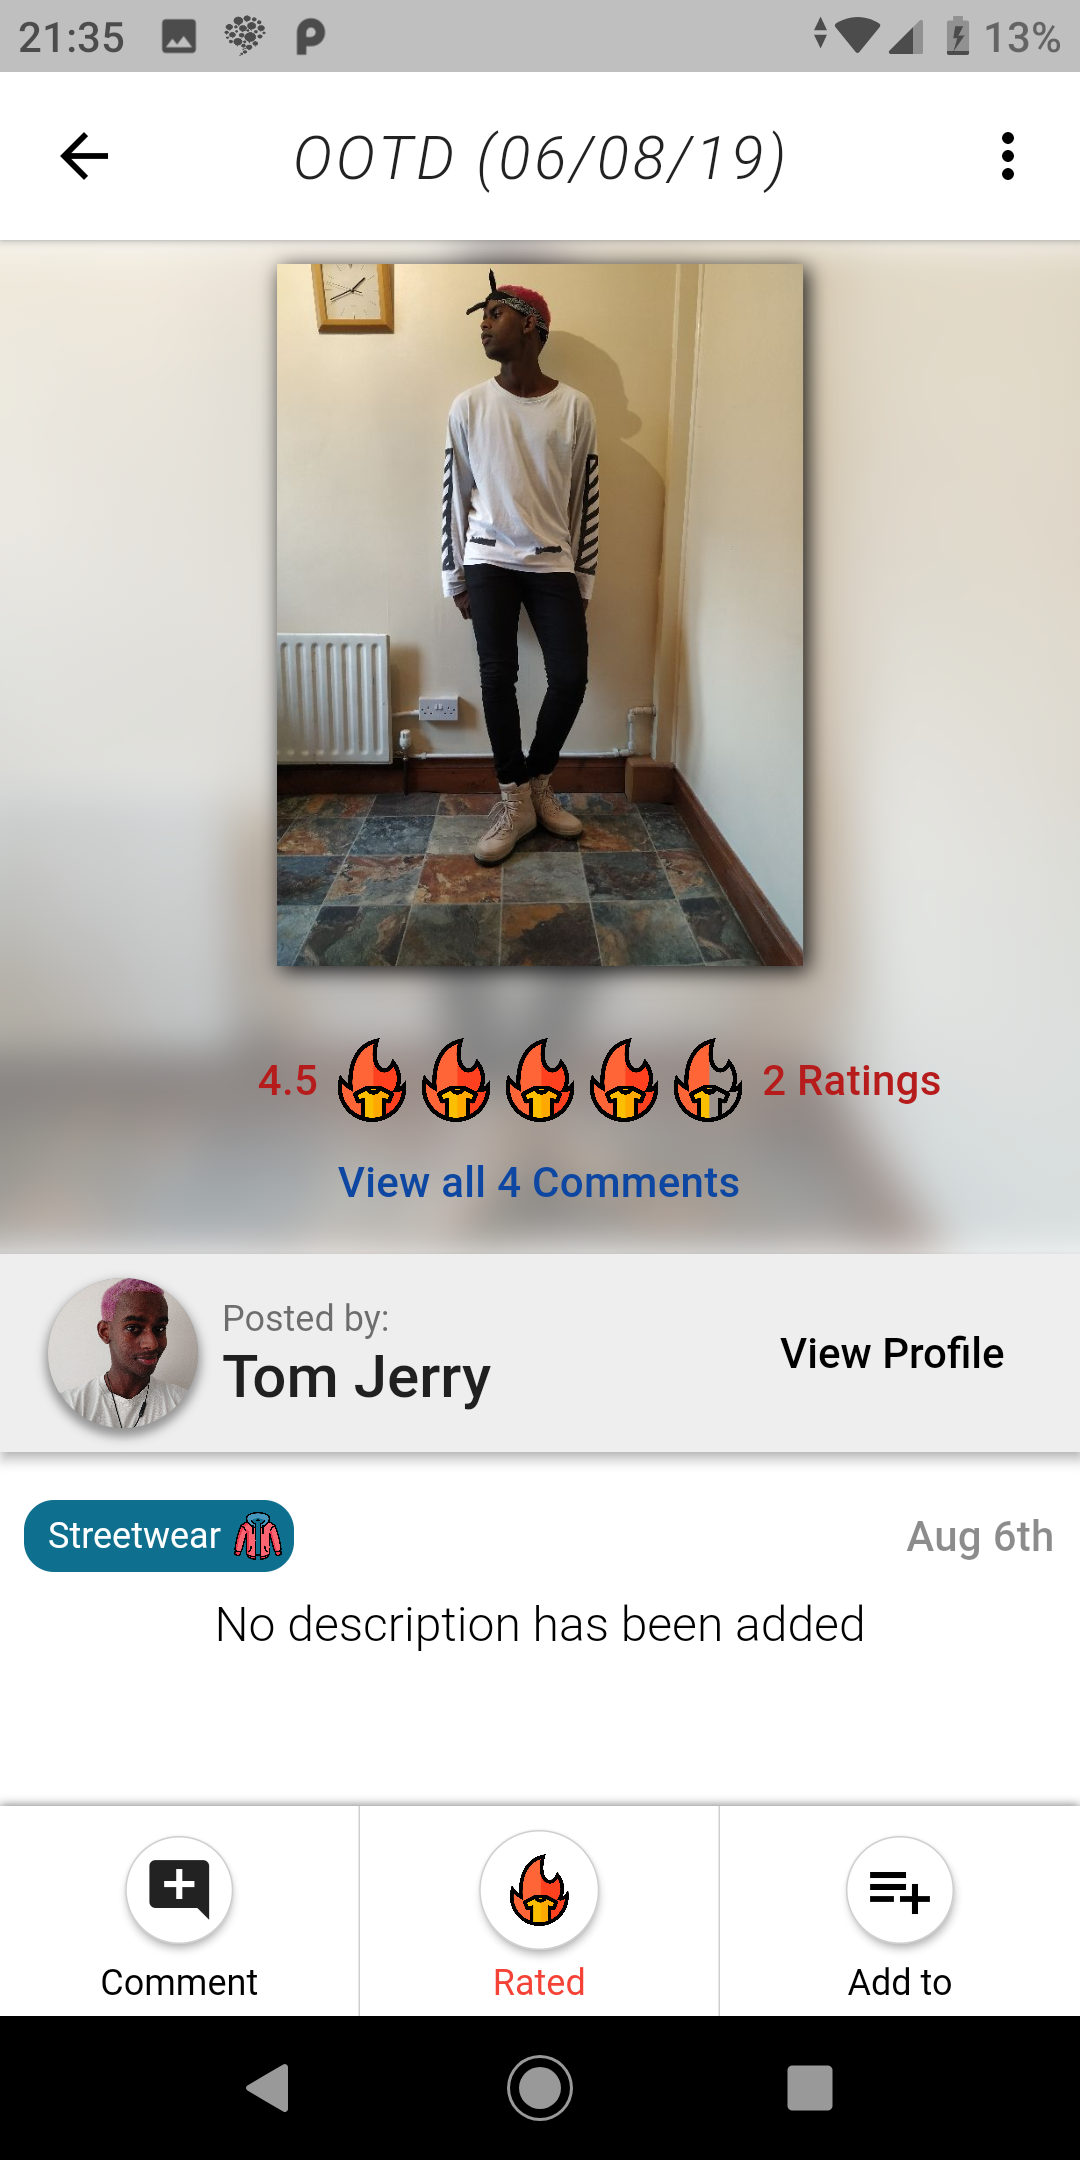 21:35
13%
OOTD (06/08/19)
4.5
2 Ratings
View all 4 Comments
Posted by:
Tom Jerry
View Profile
Streetwear
Aug 6th
No description has been added
Comment
Rated
Add to